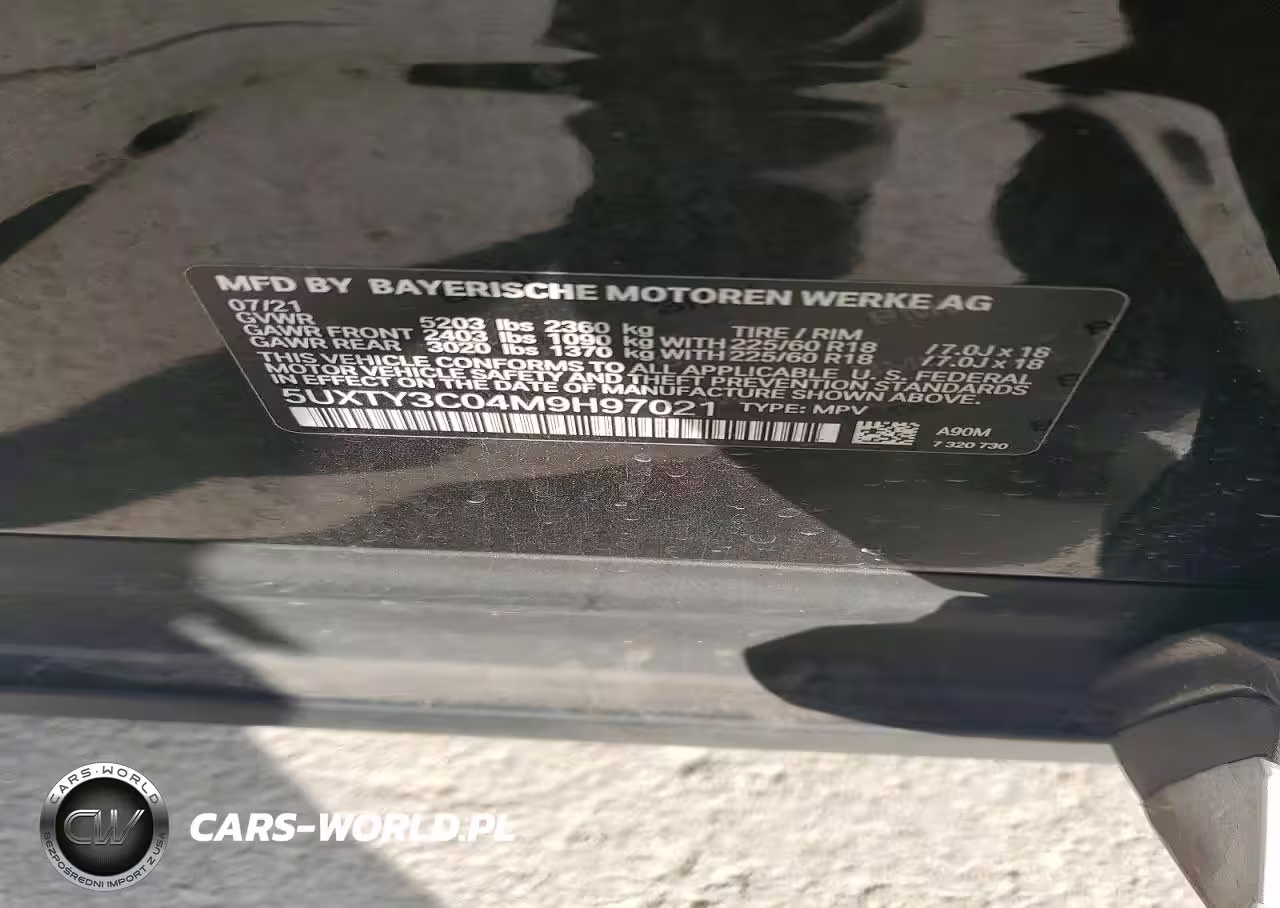 MFD BY BAYERISCHE MOTOREN WERKE AG
07/21
GVWR 5203 lbs 2360 kg TIRE / RIM
GAWR FRONT 2403 lbs 1090 kg WITH 225/60 R18 /7.0J x 18
GAWR REAR 3020 lbs 1370 kg WITH 225/60 R18 /7.0J x 18
THIS VEHICLE CONFORMS TO ALL APPLICABLE U. S. FEDERAL
MOTOR VEHICLE SAFETY AND THEFT PREVENTION STANDARDS
IN EFFECT ON THE DATE OF MANUFACTURE SHOWN ABOVE.
5UXTY3C04M9H97021 TYPE: MPV
A90M
7 320 730
CARS-WORLD
CW
BEZPOŚREDNI IMPORT Z USA
CARS-WORLD.PL